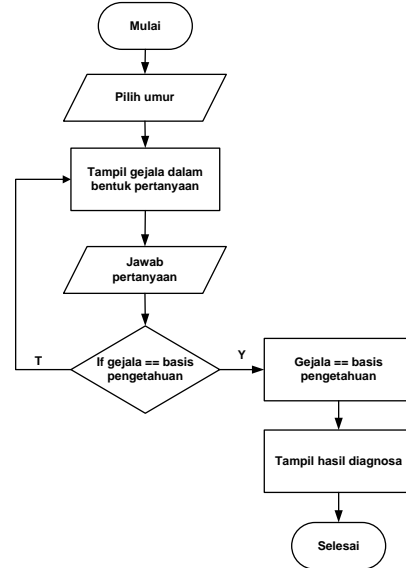 Mulai
Pilih umur
Tampil gejala dalam
bentuk pertanyaan
Jawab
pertanyaan
If gejala == basis
pengetahuan
T
Y
Gejala == basis
pengetahuan
Tampil hasil diagnosa
Selesai